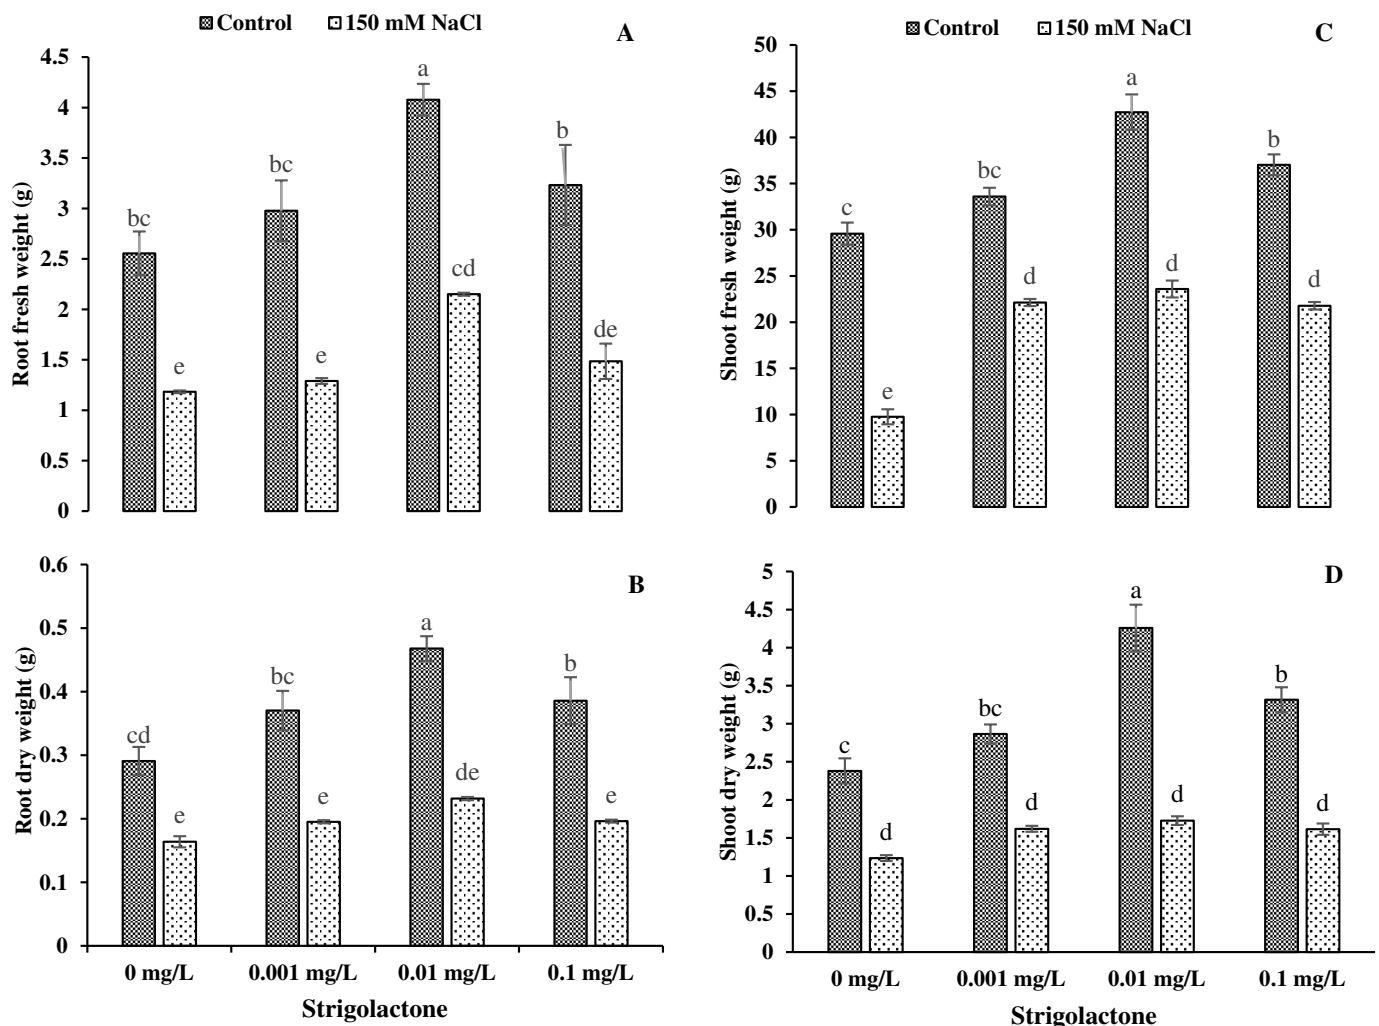 Control 150 mM NaCl
A
Root fresh weight (g)
4.5
4
3.5
3
2.5
2
1.5
1
0.5
0
bc
e
bc
e
a
cd
b
de
Control 150 mM NaCl
C
Shoot fresh weight (g)
50
45
40
35
30
25
20
15
10
5
0
c
e
bc
d
a
d
b
d
B
Root dry weight (g)
0.6
0.5
0.4
0.3
0.2
0.1
0
cd
e
bc
e
a
de
b
e
0 mg/L 0.001 mg/L 0.01 mg/L 0.1 mg/L
Strigolactone
D
Shoot dry weight (g)
5
4.5
4
3.5
3
2.5
2
1.5
1
0.5
0
c
d
bc
d
a
d
b
d
0 mg/L 0.001 mg/L 0.01 mg/L 0.1 mg/L
Strigolactone